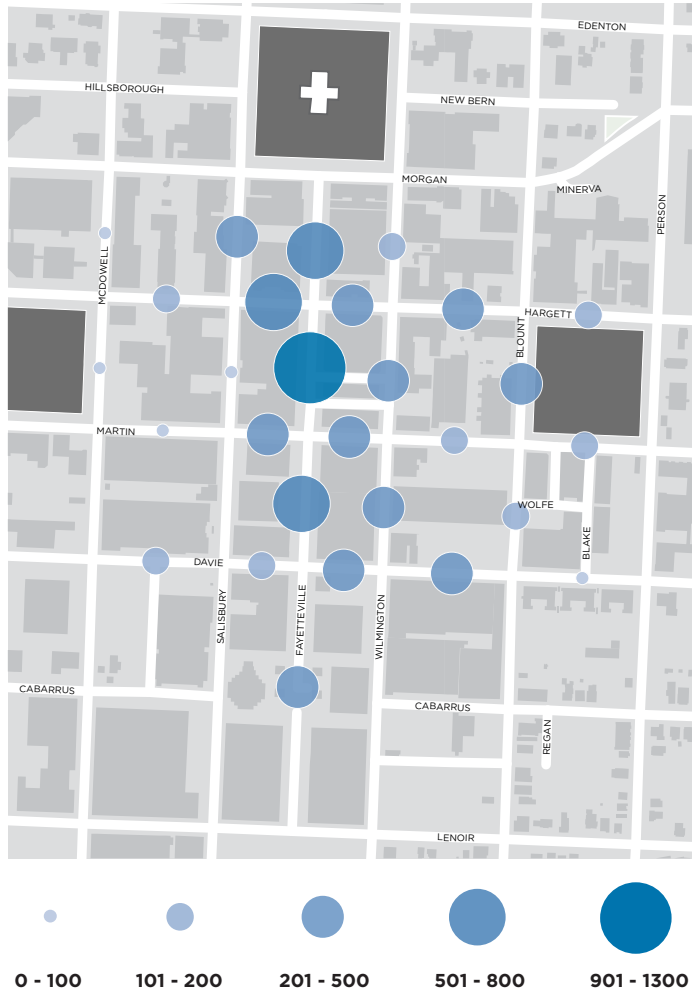 EDENTON
HILLSBOROUGH
NEW BERN
MORGAN
MINERVA
PERSON
MCDOWELL
HARGETT
BLOUNT
MARTIN
WOLFE
BLAKE
DAVIE
SALISBURY
FAYETTEVILLE
WILMINGTON
CABARRUS
CABARRUS
REGAN
LENOIR
0 - 100 101 - 200 201 - 500 501 - 800 901 - 1300